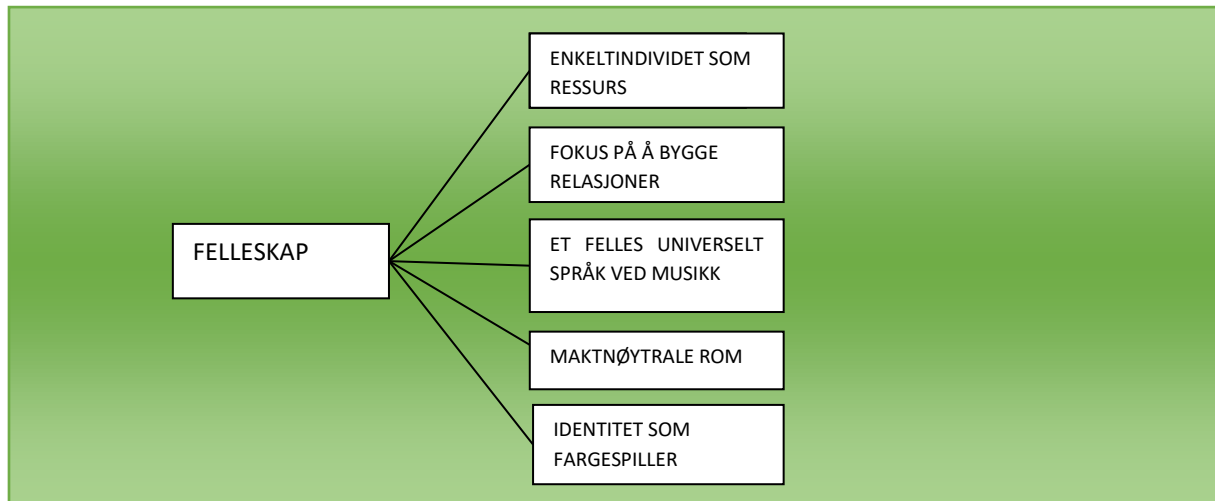 FELLESKAP
ENKELTINDIVIDET SOM
RESSURS
FOKUS PÅ Å BYGGE
RELASJONER
ET FELLES UNIVERSELT
SPRÅK VED MUSIKK
MAKTNØYTRALE ROM
IDENTITET SOM
FARGESPILLER